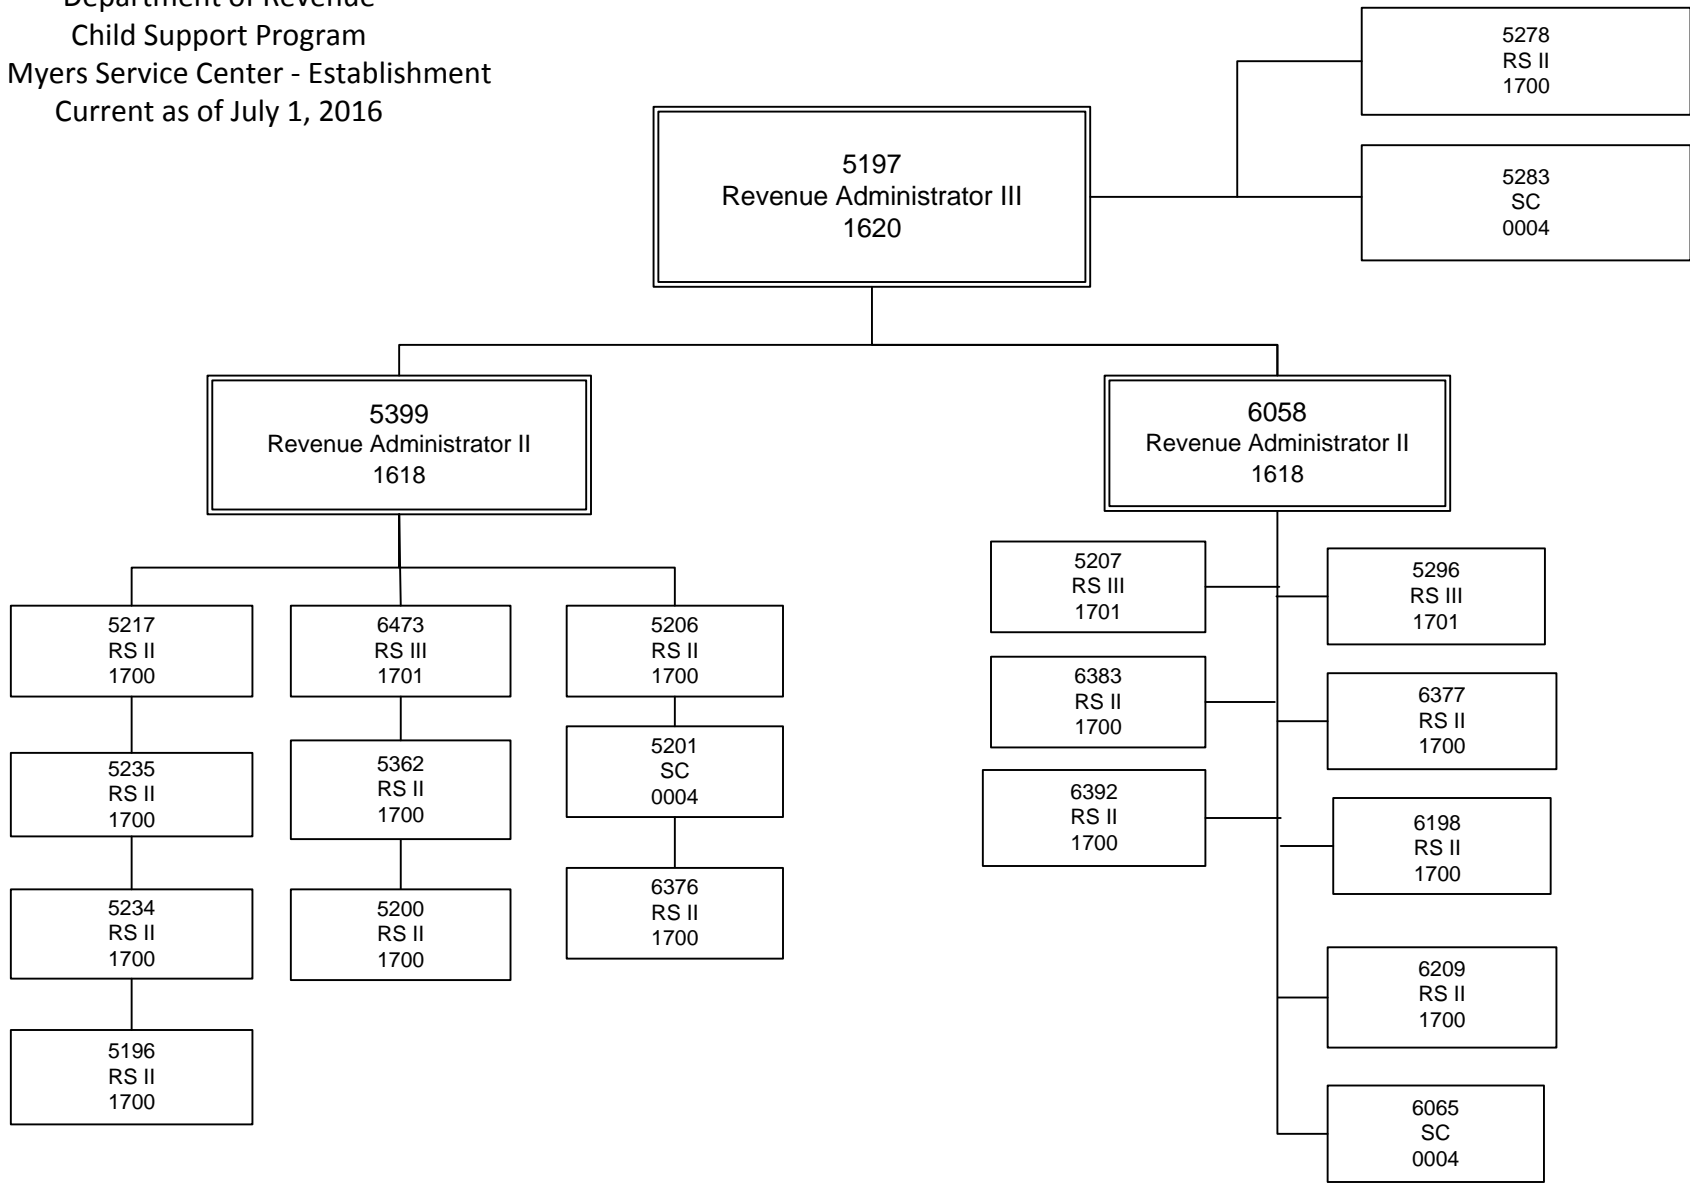 Department of Revenue
Child Support Program
Myers Service Center - Establishment
Current as of July 1, 2016
5278
RS II
1700
5283
SC
0004
5197
Revenue Administrator III
1620
5399
Revenue Administrator II
1618
6058
Revenue Administrator II
1618
5217
RS II
1700
6473
RS III
1701
5206
RS II
1700
5235
RS II
1700
5362
RS II
1700
5201
SC
0004
5234
RS II
1700
5200
RS II
1700
6376
RS II
1700
5196
RS II
1700
5207
RS III
1701
5296
RS III
1701
6383
RS II
1700
6377
RS II
1700
6392
RS II
1700
6198
RS II
1700
6209
RS II
1700
6065
SC
0004